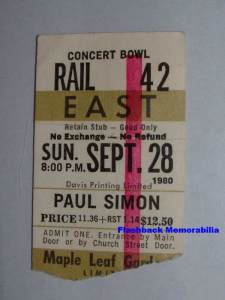 CONCERT BOWL
RAIL 42
EAST
Retain Stub — Good Only
No Exchange — No Refund
SUN. SEPT. 28
8:00 P.M. 1980
Davis Printing Limited
PAUL SIMON
PRICE 11.36 + RST 1.14 $12.50
Flashback Memorabilia
ADMIT ONE. Entrance by Main
Door or by Church Street Door.
Maple Leaf Garde
LIMIT